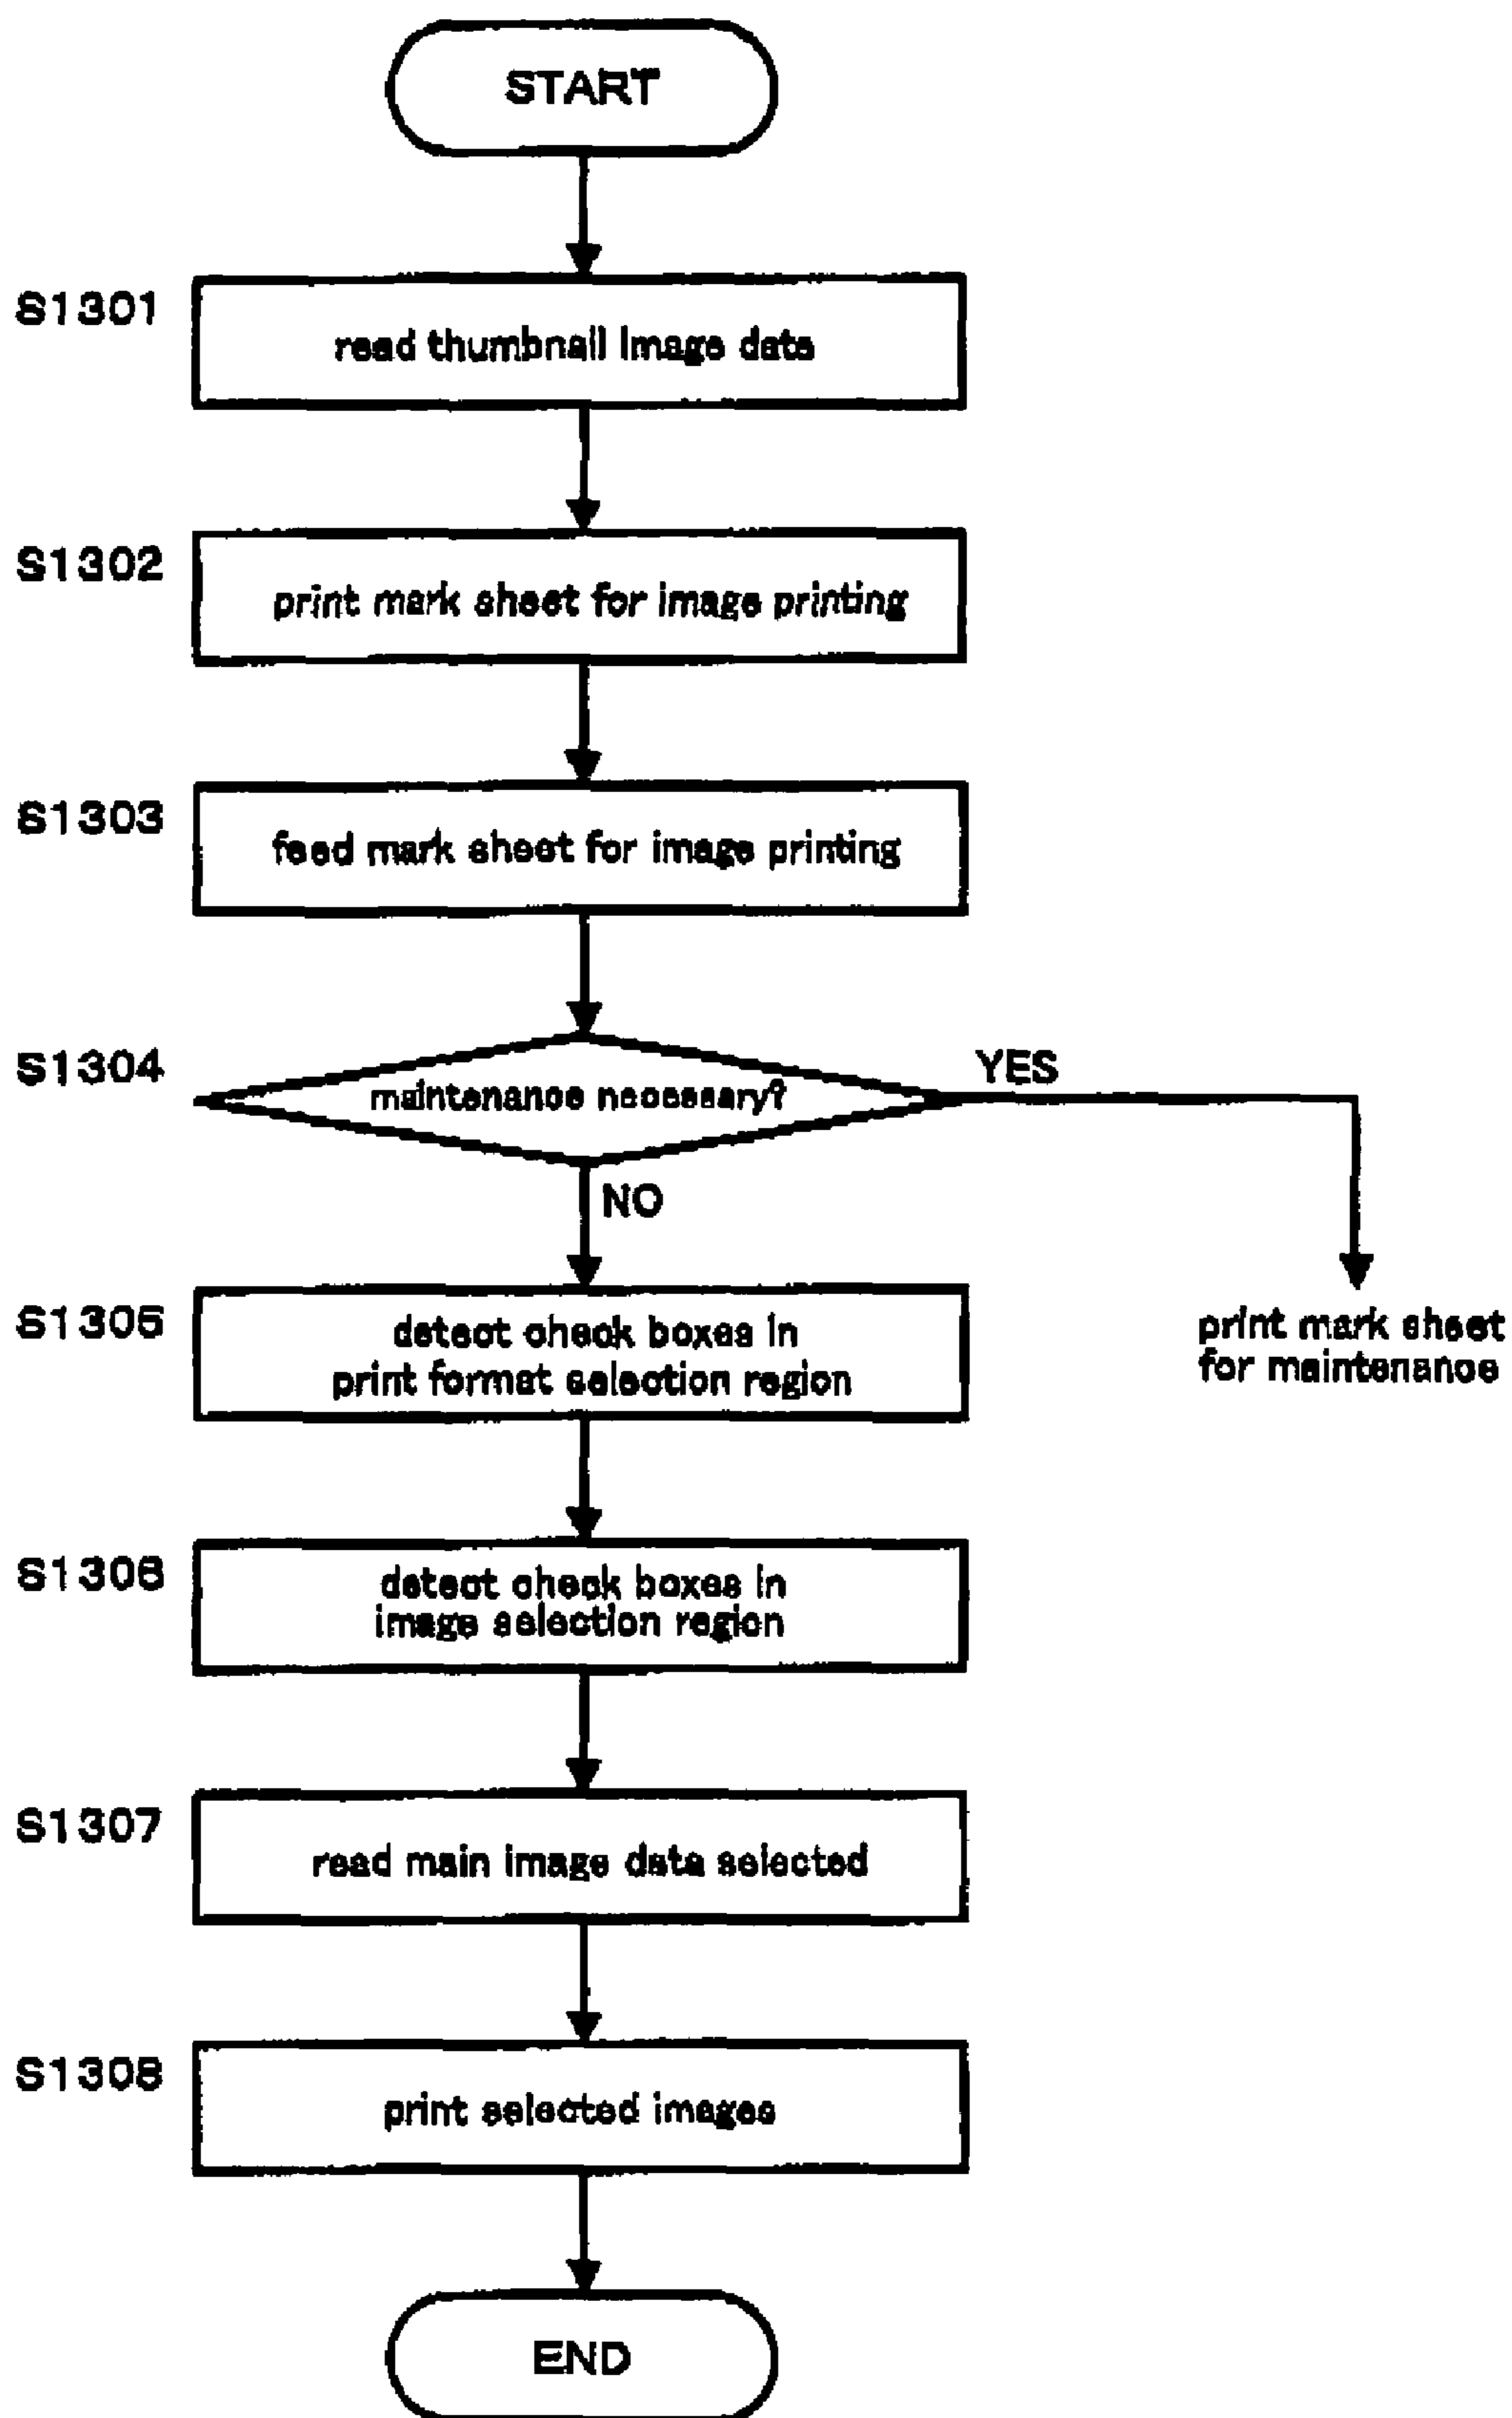 START
S1301
read thumbnail image data
S1302
print mark sheet for image printing
S1303
feed mark sheet for image printing
S1304
maintenance necessary?
YES
NO
S1305
detect check boxes in
print format selection region
print mark sheet
for maintenance
S1306
detect check boxes in
image selection region
S1307
read main image data selected
S1308
print selected images
END